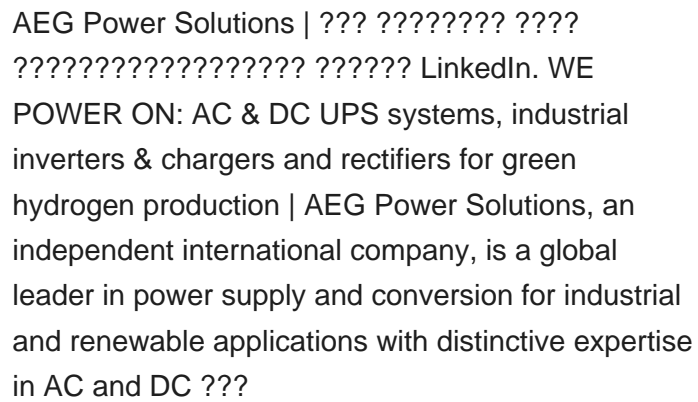 AEG Power Solutions | ??? ???????? ????
?????????????????? ?????? LinkedIn. WE
POWER ON: AC & DC UPS systems, industrial
inverters & chargers and rectifiers for green
hydrogen production | AEG Power Solutions, an
independent international company, is a global
leader in power supply and conversion for industrial
and renewable applications with distinctive expertise
in AC and DC ???